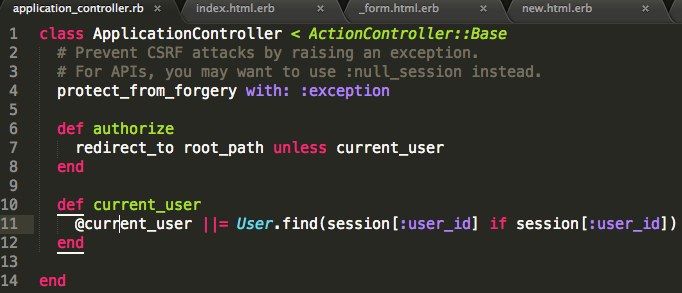 application_controller.rb × index.html.erb × _form.html.erb × new.html.erb ×
1 class ApplicationController < ActionController::Base
2 # Prevent CSRF attacks by raising an exception.
3 # For APIs, you may want to use :null_session instead.
4 protect_from_forgery with: :exception
5
6 def authorize
7 redirect_to root_path unless current_user
8 end
9
10 def current_user
11 @current_user ||= User.find(session[:user_id] if session[:user_id])
12 end
13
14 end